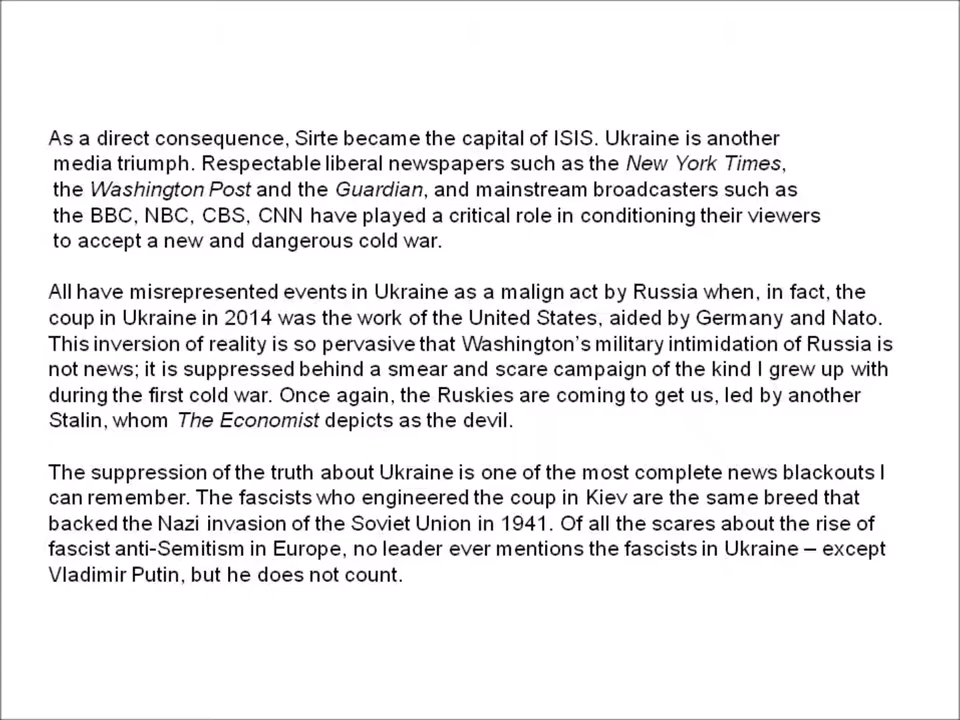 As a direct consequence, Sirte became the capital of ISIS. Ukraine is another
media triumph. Respectable liberal newspapers such as the New York Times,
the Washington Post and the Guardian, and mainstream broadcasters such as
the BBC, NBC, CBS, CNN have played a critical role in conditioning their viewers
to accept a new and dangerous cold war.
All have misrepresented events in Ukraine as a malign act by Russia when, in fact, the
coup in Ukraine in 2014 was the work of the United States, aided by Germany and Nato.
This inversion of reality is so pervasive that Washington’s military intimidation of Russia is
not news; it is suppressed behind a smear and scare campaign of the kind I grew up with
during the first cold war. Once again, the Ruskies are coming to get us, led by another
Stalin, whom The Economist depicts as the devil.
The suppression of the truth about Ukraine is one of the most complete news blackouts I
can remember. The fascists who engineered the coup in Kiev are the same breed that
backed the Nazi invasion of the Soviet Union in 1941. Of all the scares about the rise of
fascist anti-Semitism in Europe, no leader ever mentions the fascists in Ukraine – except
Vladimir Putin, but he does not count.